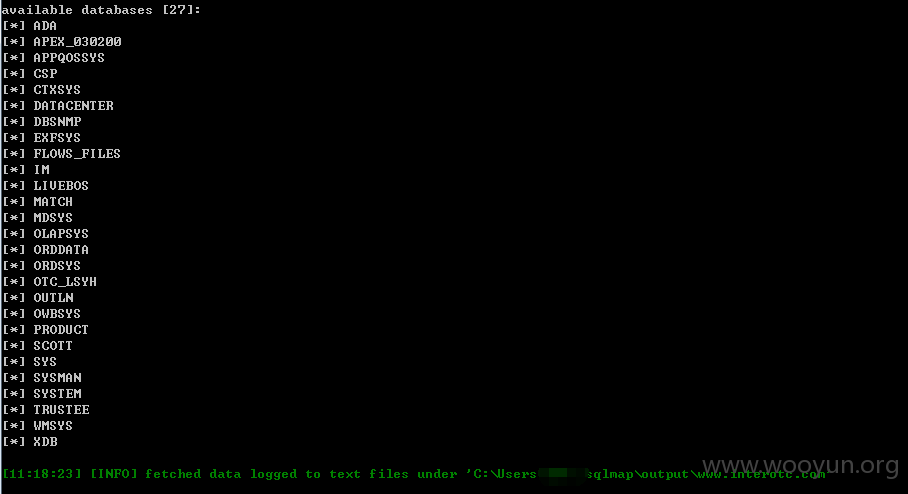 available databases [27]:
[*] ADA
[*] APEX_030200
[*] APPQOSSYS
[*] CSP
[*] CTXSYS
[*] DATACENTER
[*] DBSNMP
[*] EXFSYS
[*] FLOWS_FILES
[*] IM
[*] LIVEBOS
[*] MATCH
[*] MDSYS
[*] OLAPSYS
[*] ORDDATA
[*] ORDSYS
[*] OTC_LSYH
[*] OUTLN
[*] OWBSYS
[*] PRODUCT
[*] SCOTT
[*] SYS
[*] SYSMAN
[*] SYSTEM
[*] TRUSTEE
[*] WMSYS
[*] XDB
[11:18:23] [INFO] fetched data logged to text files under 'C:\Users sqlmap\output\www.interotc.com
www.wooyun.org